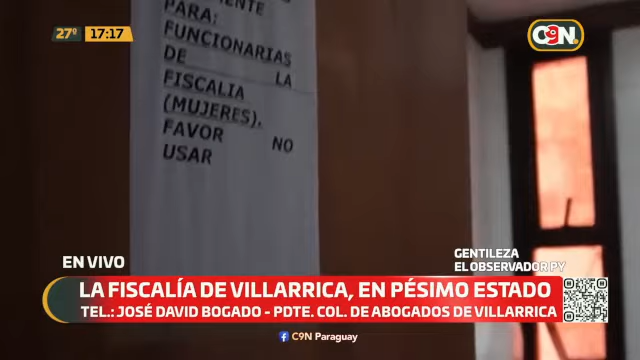 27° 17:17
C9N
PARA:
FUNCIONARIAS
DE LA
FISCALIA
(MUJERES).
FAVOR NO
USAR
EN VIVO
GENTILEZA
EL OBSERVADOR PY
LA FISCALÍA DE VILLARRICA, EN PÉSIMO ESTADO
TEL.: JOSÉ DAVID BOGADO - PDTE. COL. DE ABOGADOS DE VILLARRICA
C9N Paraguay